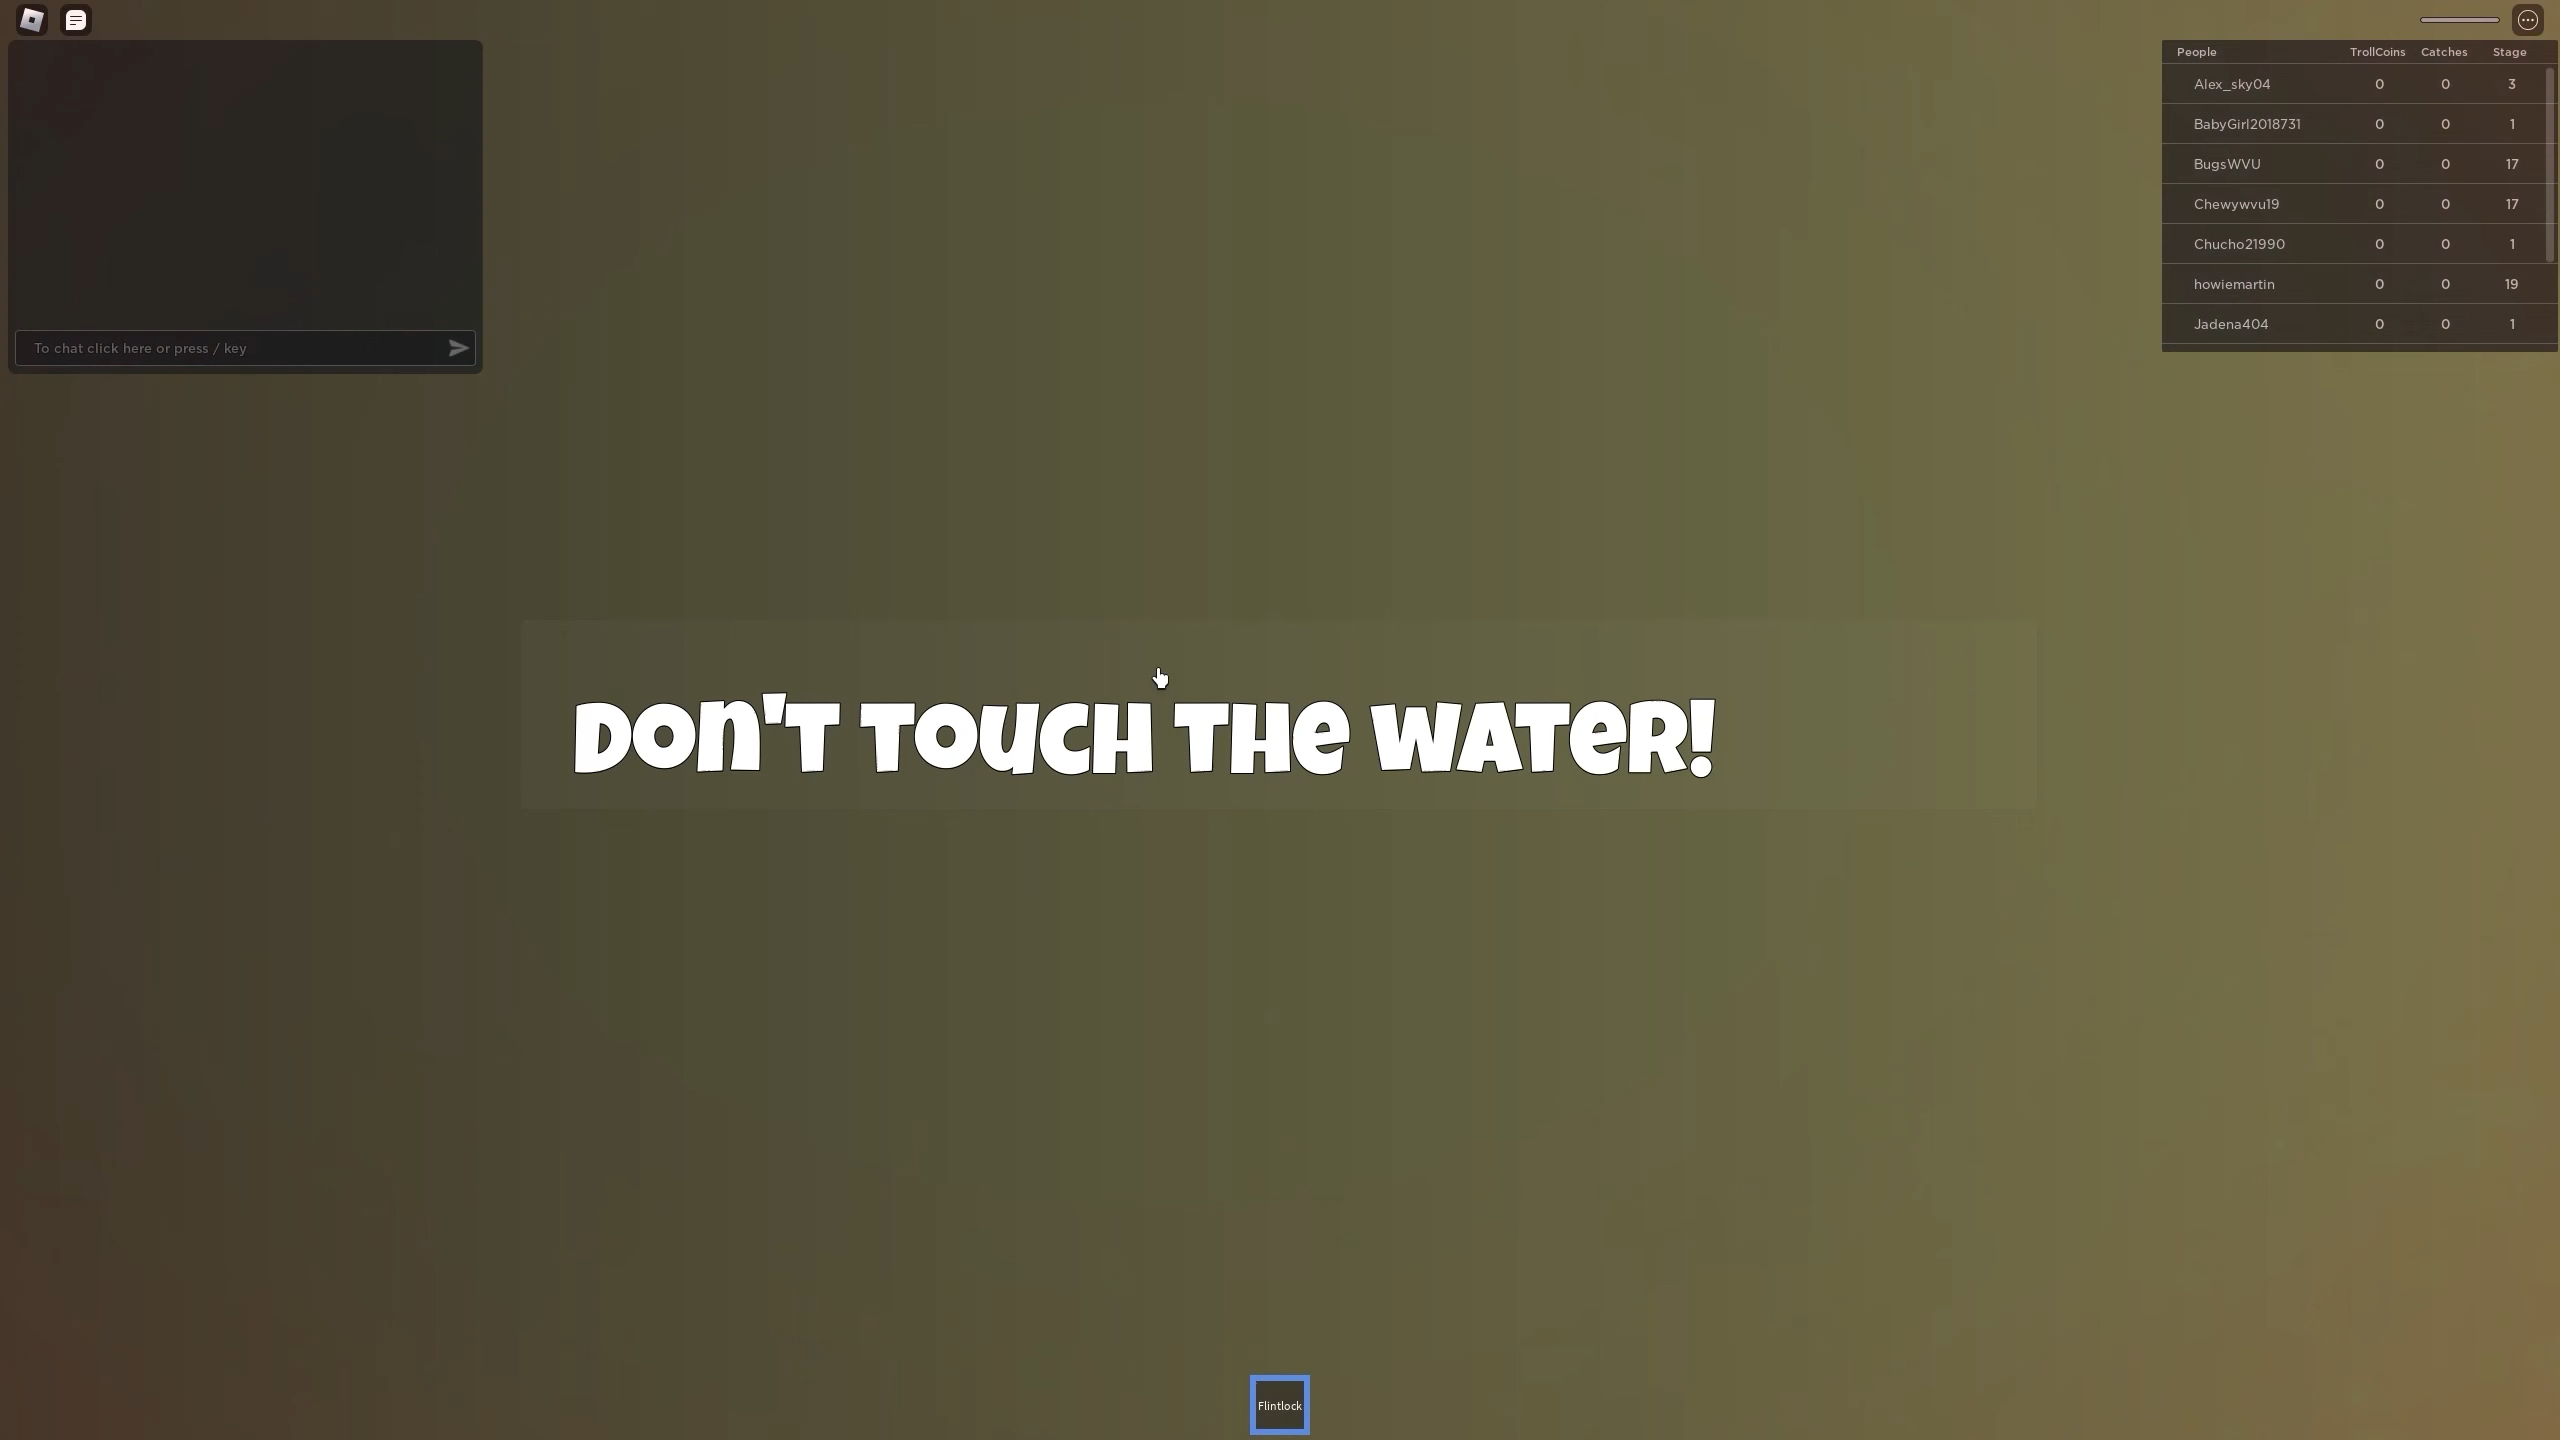 People TrollCoins Catches Stage
Alex_sky04 0 0 3
BabyGirl2018731 0 0 1
BugsWVU 0 0 17
Chewywvu19 0 0 17
Chucho21990 0 0 1
howiemartin 0 0 19
Jadena404 0 0 1
To chat click here or press / key
DON'T TOUCH THE WATER!
Flintlock